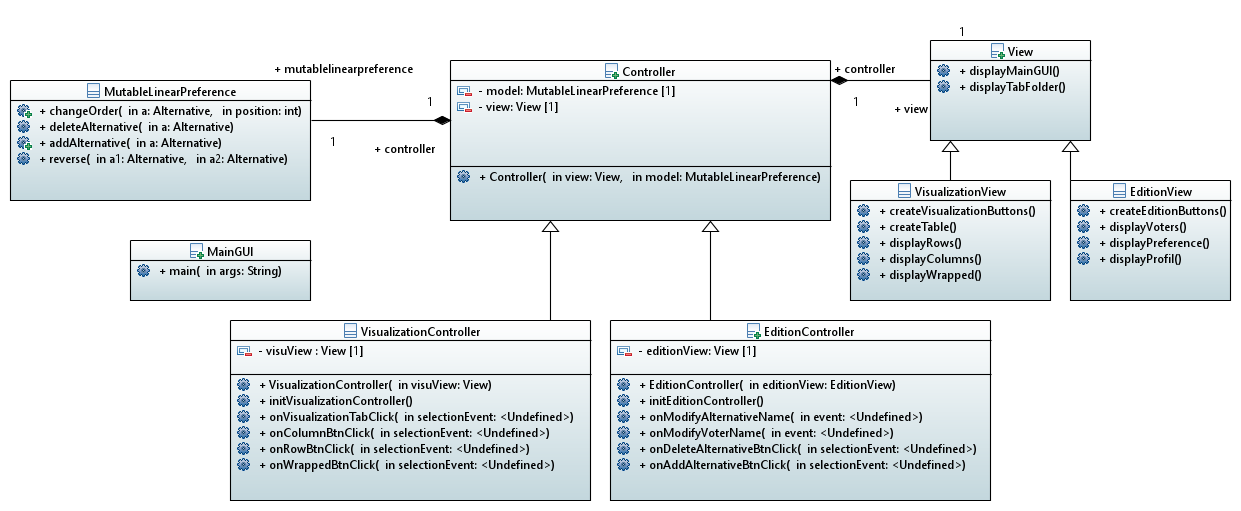 MutableLinearPreference
+ changeOrder( in a: Alternative, in position: int)
+ deleteAlternative( in a: Alternative)
+ addAlternative( in a: Alternative)
+ reverse( in a1: Alternative, in a2: Alternative)
+ mutablelinearpreference
1
1
+ controller
Controller
- model: MutableLinearPreference [1]
- view: View [1]
+ Controller( in view: View, in model: MutableLinearPreference)
+ controller
1
+ view
1
View
+ displayMainGUI()
+ displayTabFolder()
VisualizationView
+ createVisualizationButtons()
+ createTable()
+ displayRows()
+ displayColumns()
+ displayWrapped()
EditionView
+ createEditionButtons()
+ displayVoters()
+ displayPreference()
+ displayProfil()
MainGUI
+ main( in args: String)
VisualizationController
- visuView : View [1]
+ VisualizationController( in visuView: View)
+ initVisualizationController()
+ onVisualizationTabClick( in selectionEvent: <Undefined>)
+ onColumnBtnClick( in selectionEvent: <Undefined>)
+ onRowBtnClick( in selectionEvent: <Undefined>)
+ onWrappedBtnClick( in selectionEvent: <Undefined>)
EditionController
- editionView: View [1]
+ EditionController( in editionView: EditionView)
+ initEditionController()
+ onModifyAlternativeName( in event: <Undefined>)
+ onModifyVoterName( in event: <Undefined>)
+ onDeleteAlternativeBtnClick( in selectionEvent: <Undefined>)
+ onAddAlternativeBtnClick( in selectionEvent: <Undefined>)